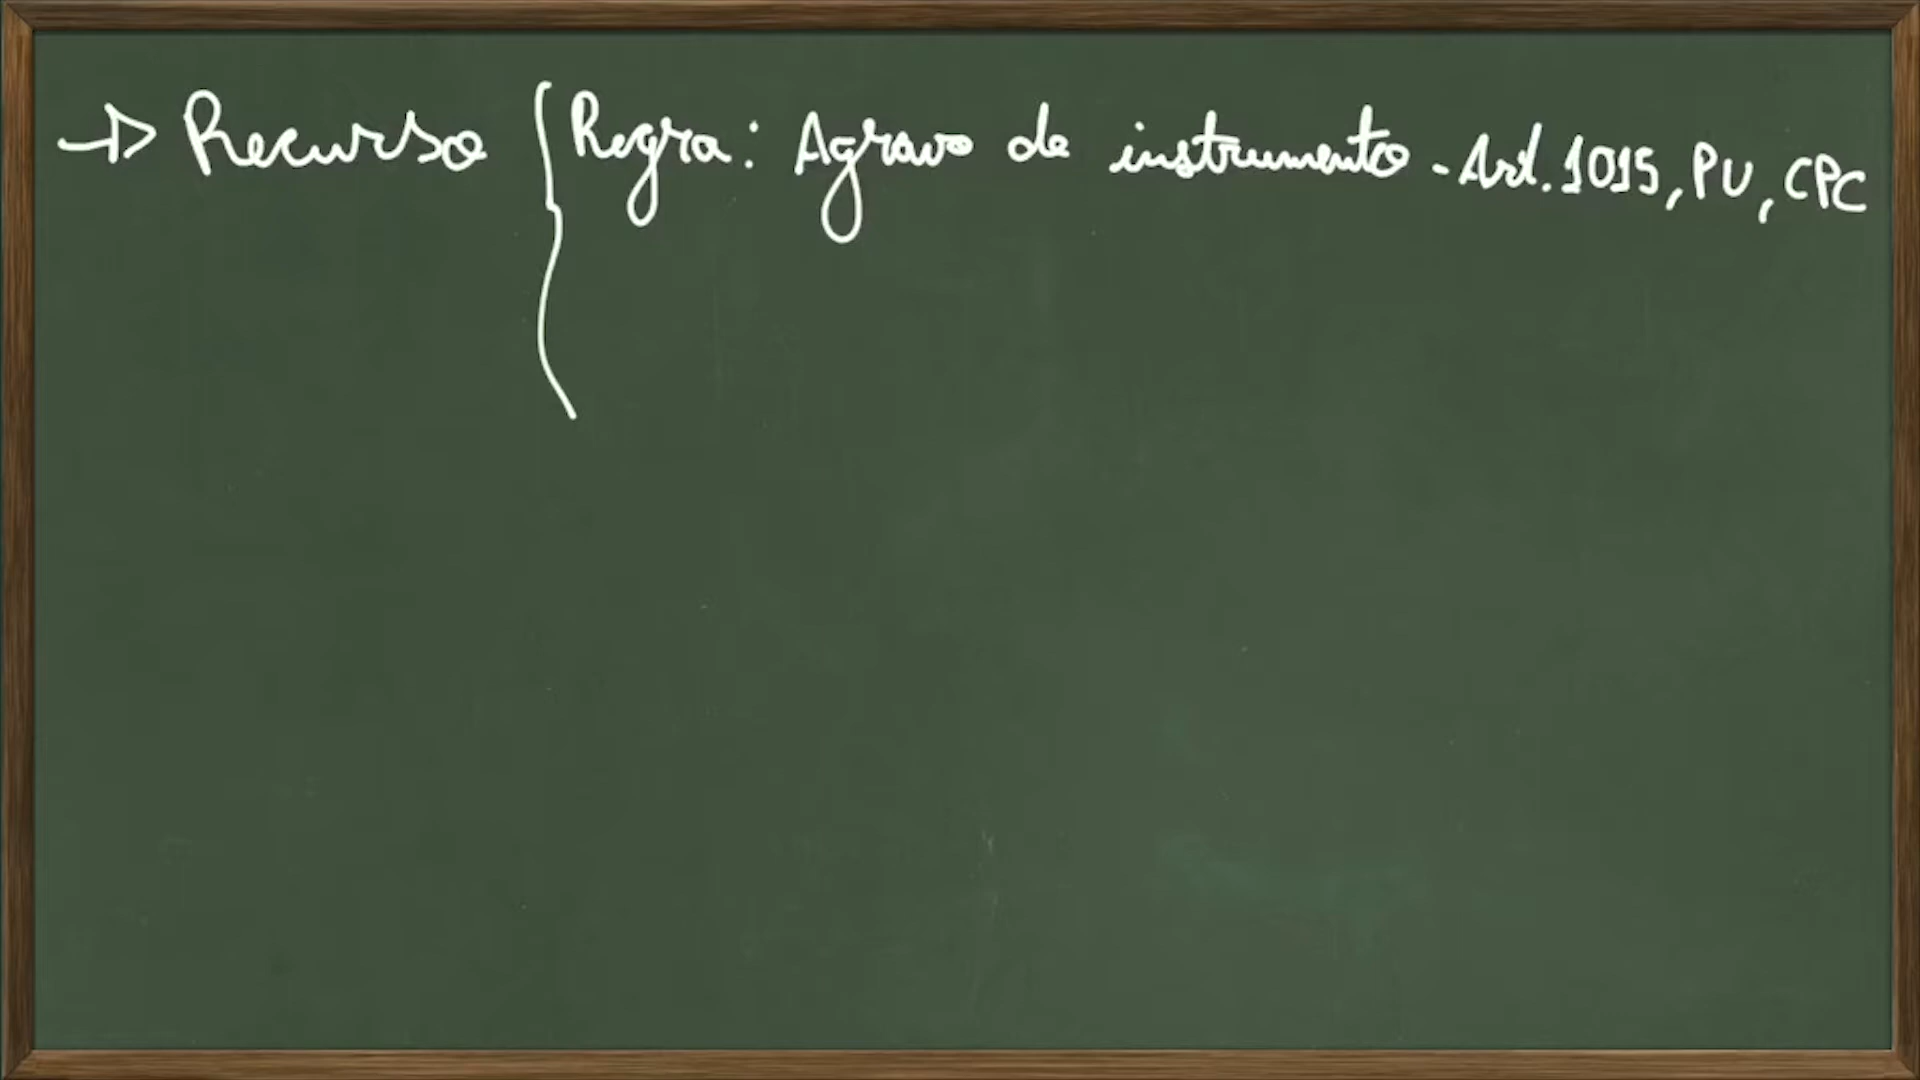 → Recurso { Regra: Agravo de instrumento - Art. 1015, PU, CPC